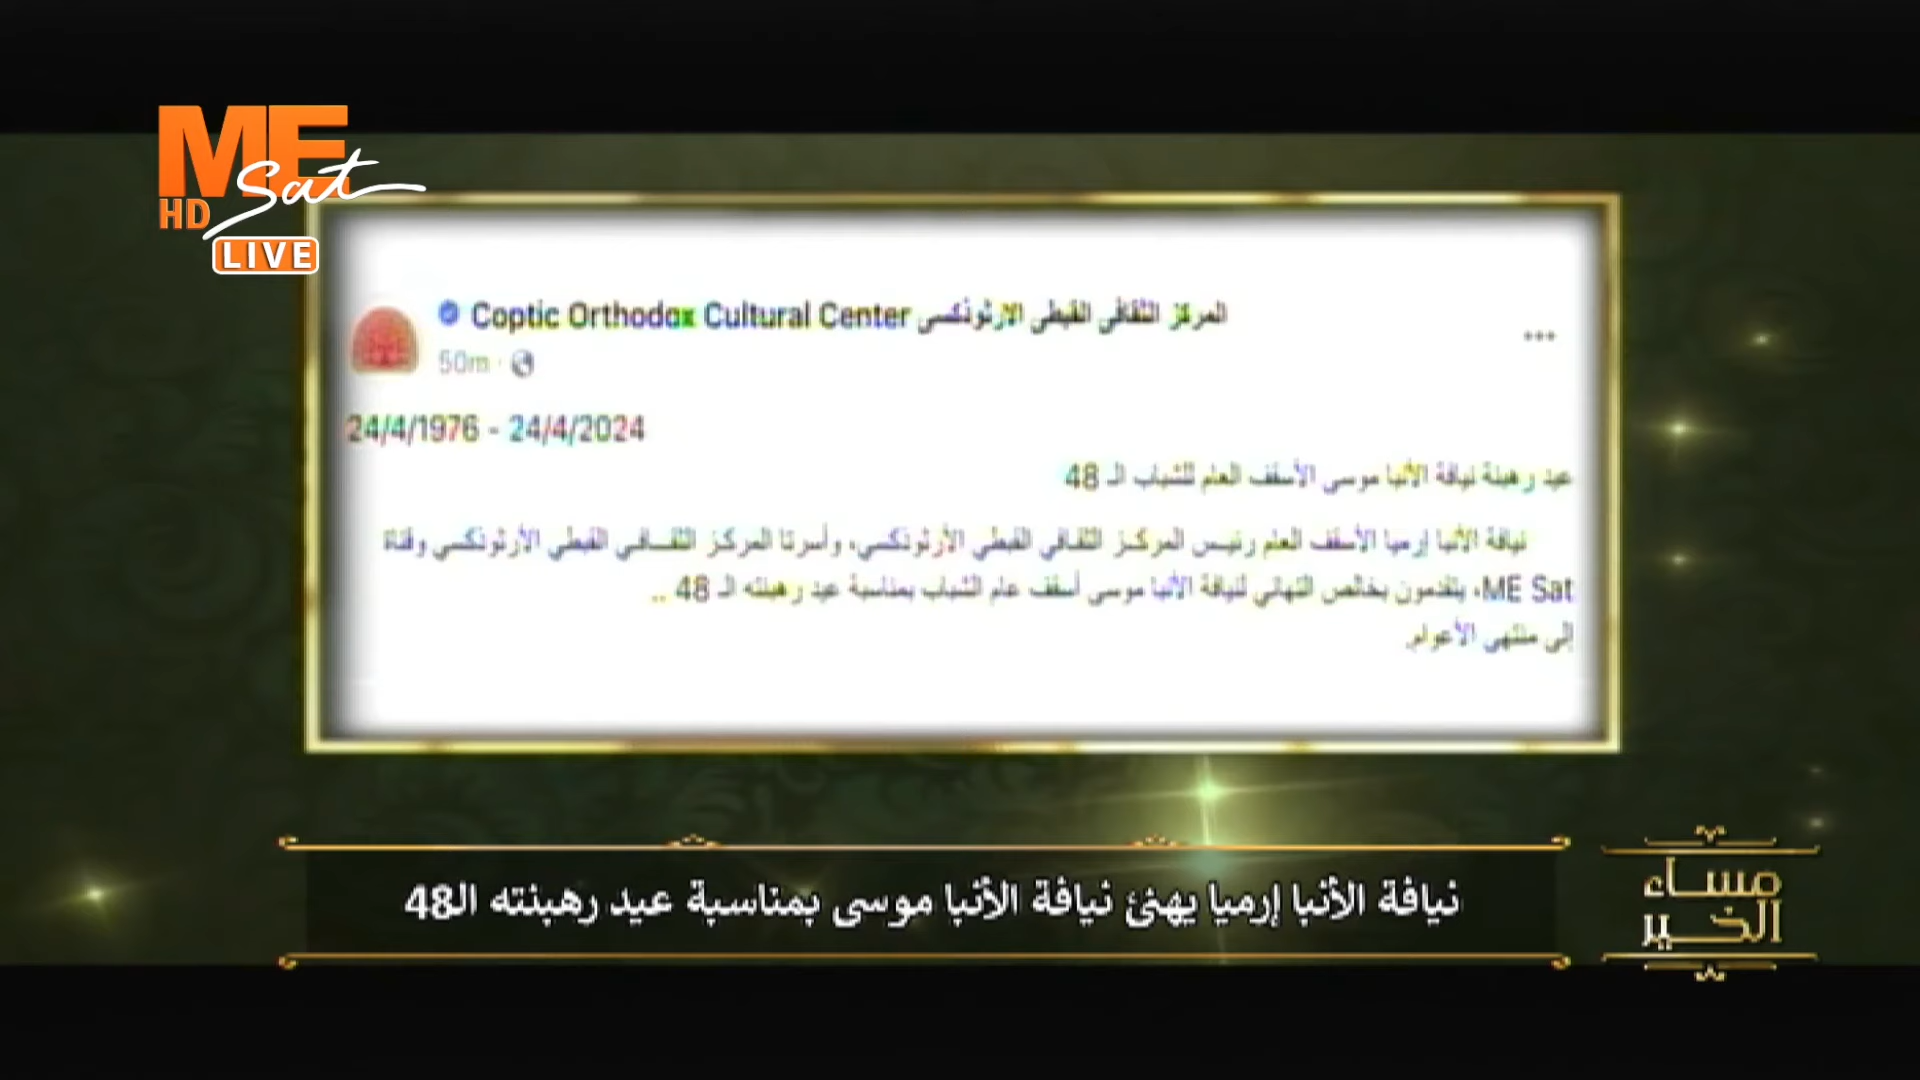 ME
Sat
HD
LIVE
Coptic Orthodox Cultural Center المركز الثقافي القبطي الارثوذكسي
50m
24/4/1976 - 24/4/2024
عيد رهبنة نيافة الأنبا موسى الأسقف العام للشباب الـ 48
نيافة الأنبا إرميا الأسقف العام رئيس المركز الثقافي القبطي الأرثوذكسي، وأسرتا المركز الثقافي القبطي الأرثوذكسي وقناة
ME Sat، يتقدمون بخالص التهاني لنيافة الأنبا موسى أسقف عام الشباب بمناسبة عيد رهبنته الـ 48 ..
إلى منتهى الأعوام.
نيافة الأنبا إرميا يهنئ نيافة الأنبا موسى بمناسبة عيد رهبنته الـ48
مساء
الخير